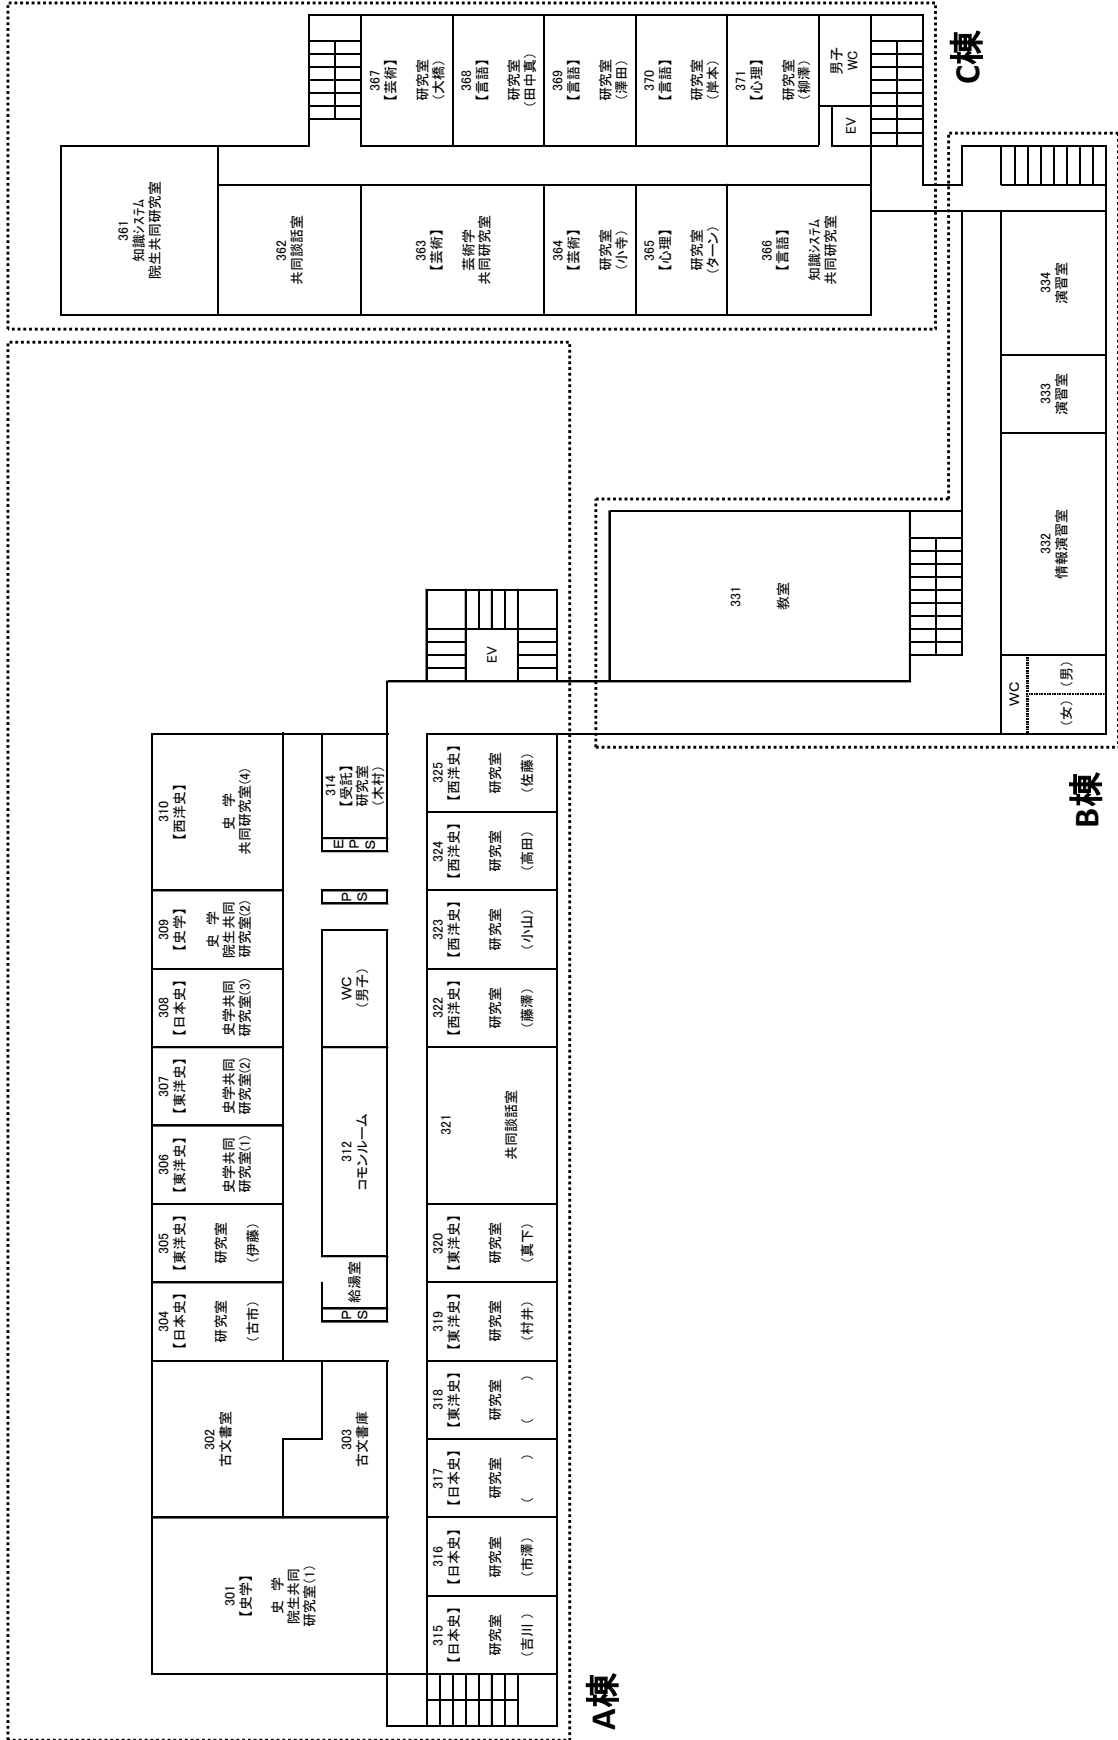 A棟
301
【史学】
史 学
院生共同
研究室(1)
302
古文書室
303
古文書庫
304
【日本史】
研究室
（古市）
305
【東洋史】
研究室
（伊藤）
306
【東洋史】
史学共同
研究室(1)
307
【東洋史】
史学共同
研究室(2)
308
【日本史】
史学共同
研究室(3)
309
【史学】
史 学
院生共同
研究室(2)
310
【西洋史】
史 学
共同研究室(4)
PS
給湯室
312
コモンルーム
WC
（男子）
PS
EPS
314
【受託】
研究室
（木村）
315
【日本史】
研究室
（吉川）
316
【日本史】
研究室
（市澤）
317
【日本史】
研究室
（　　）
318
【東洋史】
研究室
（　　）
319
【東洋史】
研究室
（村井）
320
【東洋史】
研究室
（真下）
321
共同談話室
322
【西洋史】
研究室
（藤澤）
323
【西洋史】
研究室
（小山）
324
【西洋史】
研究室
（高田）
325
【西洋史】
研究室
（佐藤）
EV
B棟
331
教室
WC
（女）
（男）
332
情報演習室
333
演習室
334
演習室
C棟
361
知識システム
院生共同研究室
362
共同談話室
363
【芸術】
芸術学
共同研究室
364
【芸術】
研究室
（小寺）
365
【心理】
研究室
（ターン）
366
【言語】
知識システム
共同研究室
367
【芸術】
研究室
（大橋）
368
【言語】
研究室
（田中真）
369
【言語】
研究室
（澤田）
370
【言語】
研究室
（岸本）
371
【心理】
研究室
（柳澤）
男子
WC
EV